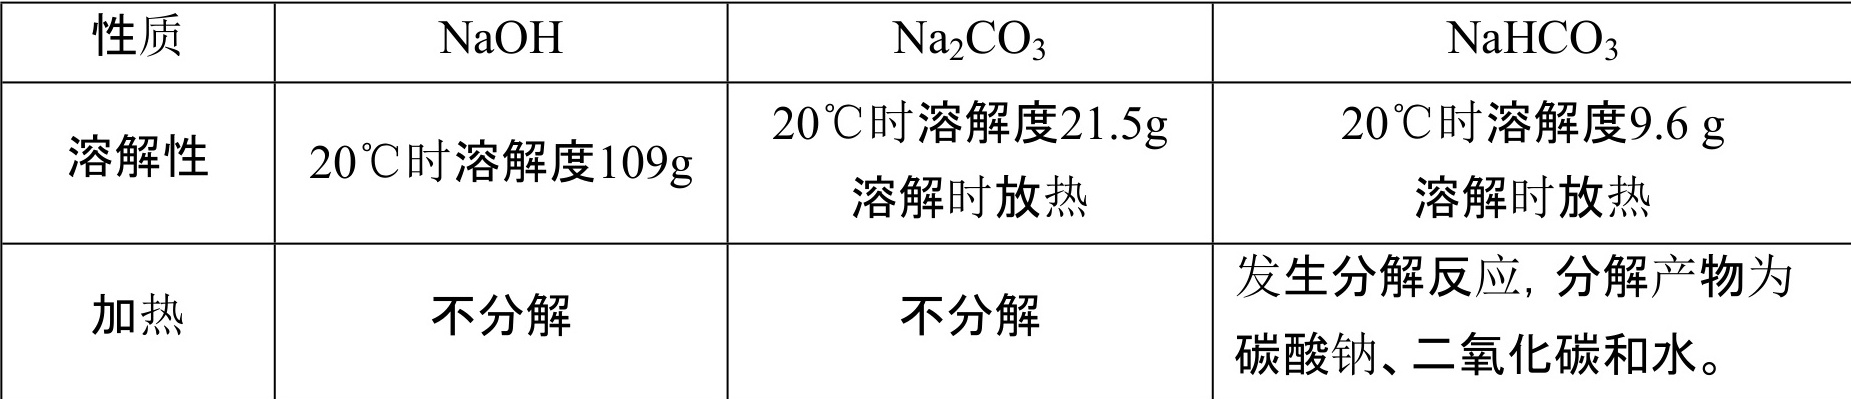 性质 NaOH Na₂CO₃ NaHCO₃
溶解性 20℃时溶解度109g 20℃时溶解度21.5g 溶解时放热 20℃时溶解度9.6 g 溶解时放热
加热 不分解 不分解 发生分解反应, 分解产物为
碳酸钠、二氧化碳和水。